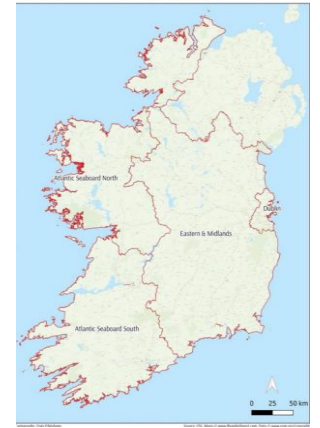 Atlantic Seaboard North
Dublin
Eastern & Midlands
Atlantic Seaboard South
0 25 50 km